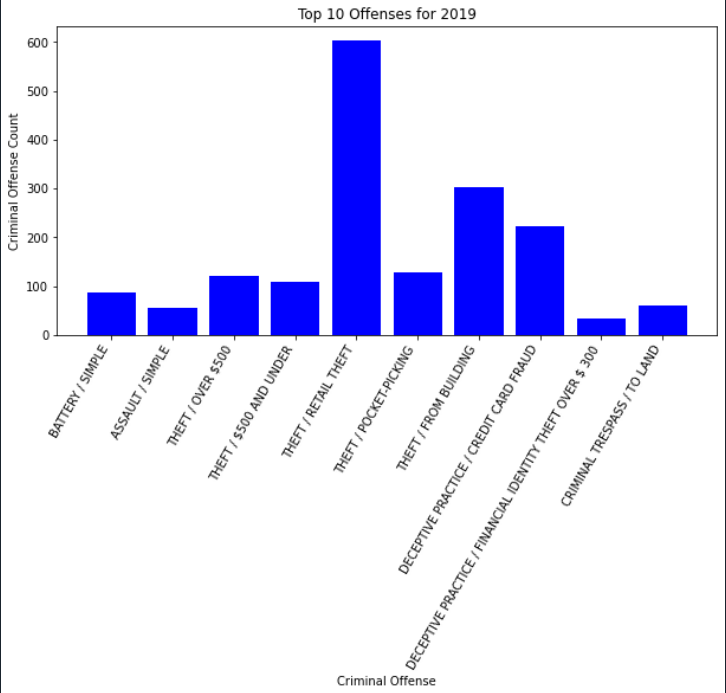 Top 10 Offenses for 2019
Criminal Offense Count
600
500
400
300
200
100
0
BATTERY / SIMPLE
ASSAULT / SIMPLE
THEFT / OVER $500
THEFT / $500 AND UNDER
THEFT / RETAIL THEFT
THEFT / POCKET-PICKING
THEFT / FROM BUILDING
DECEPTIVE PRACTICE / CREDIT CARD FRAUD
DECEPTIVE PRACTICE / FINANCIAL IDENTITY THEFT OVER $ 300
CRIMINAL TRESPASS / TO LAND
Criminal Offense